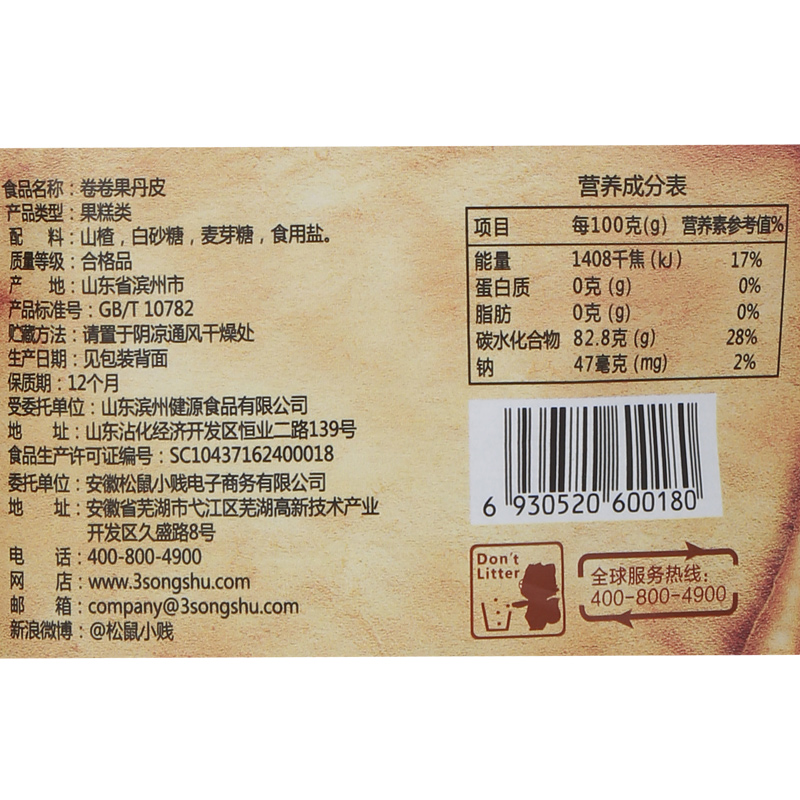 食品名称：卷卷果丹皮
产品类型：果糕类
配 料：山楂，白砂糖，麦芽糖，食用盐。
质量等级：合格品
产 地：山东省滨州市
产品标准号：GB/T 10782
贮藏方法：请置于阴凉通风干燥处
生产日期：见包装背面
保质期：12个月
受委托单位：山东滨州健源食品有限公司
地 址：山东沾化经济开发区恒业二路139号
食品生产许可证编号：SC10437162400018
委托单位：安徽松鼠小贱电子商务有限公司
地 址：安徽省芜湖市弋江区芜湖高新技术产业
开发区久盛路8号
电 话：400-800-4900
网 店：www.3songshu.com
邮 箱：company@3songshu.com
新浪微博：@松鼠小贱
营养成分表
项目 每100克(g) 营养素参考值%
能量 1408千焦(kJ) 17%
蛋白质 0克(g) 0%
脂肪 0克(g) 0%
碳水化合物 82.8克(g) 28%
钠 47毫克(mg) 2%
6 930520 600180
Don't
Litter
全球服务热线：
400-800-4900